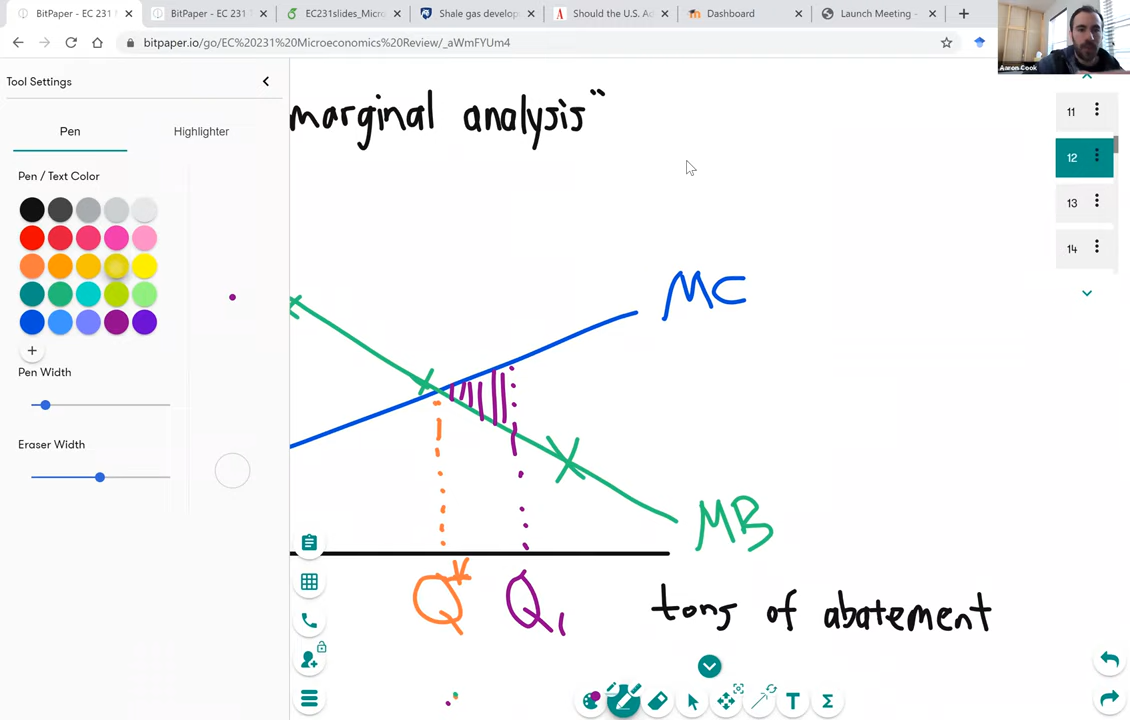 BitPaper - EC 231 M
BitPaper - EC 231 T
EC231slides_Micro
Shale gas develop
Should the U.S. Ad
Dashboard
Launch Meeting -
bitpaper.io/go/EC%20231%20Microeconomics%20Review/_aWmFYUm4
Aaron Cook
Tool Settings
Pen
Highlighter
Pen / Text Color
Pen Width
Eraser Width
marginal analysis"
11
12
13
14
MC
MB
Q*
Q1
tons of abatement
T
Σ